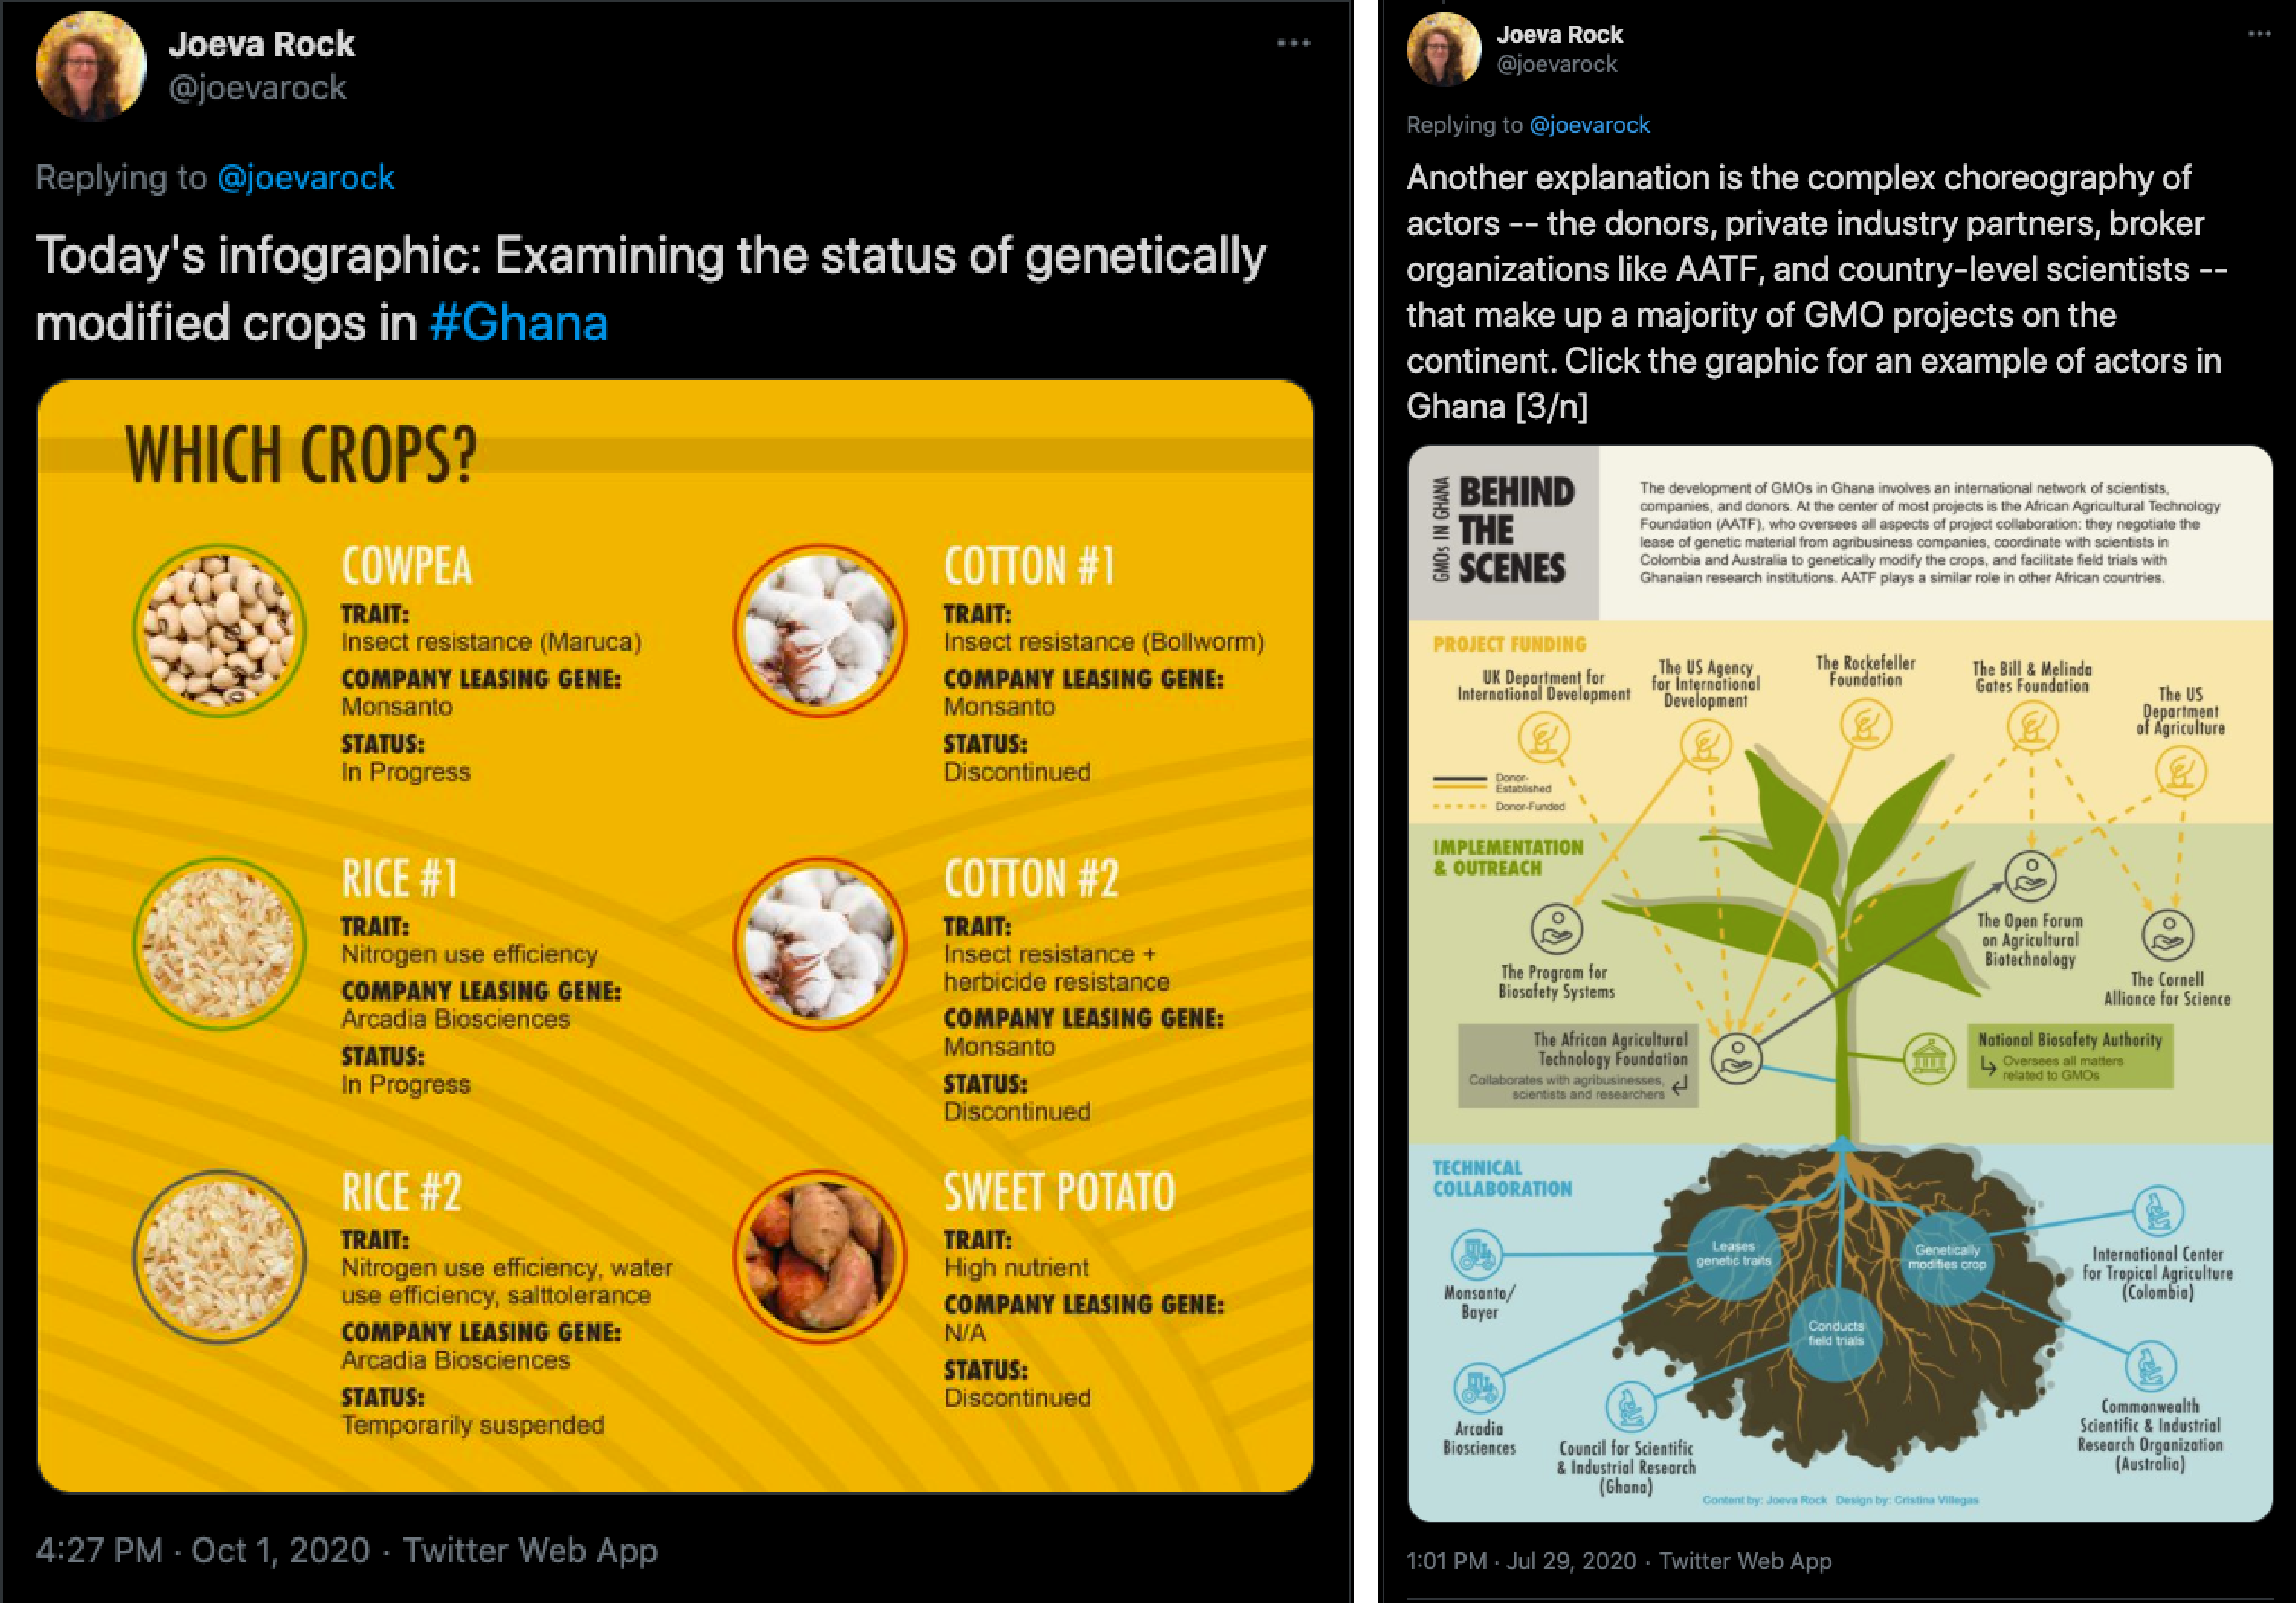 Joeva Rock
@joevarock
Replying to @joevarock
Today's infographic: Examining the status of genetically
modified crops in #Ghana
WHICH CROPS?
COWPEA
TRAIT:
Insect resistance (Maruca)
COMPANY LEASING GENE:
Monsanto
STATUS:
In Progress
COTTON #1
TRAIT:
Insect resistance (Bollworm)
COMPANY LEASING GENE:
Monsanto
STATUS:
Discontinued
RICE #1
TRAIT:
Nitrogen use efficiency
COMPANY LEASING GENE:
Arcadia Biosciences
STATUS:
In Progress
COTTON #2
TRAIT:
Insect resistance +
herbicide resistance
COMPANY LEASING GENE:
Monsanto
STATUS:
Discontinued
RICE #2
TRAIT:
Nitrogen use efficiency, water
use efficiency, salttolerance
COMPANY LEASING GENE:
Arcadia Biosciences
STATUS:
Temporarily suspended
SWEET POTATO
TRAIT:
High nutrient
COMPANY LEASING GENE:
N/A
STATUS:
Discontinued
4:27 PM · Oct 1, 2020 · Twitter Web App
Joeva Rock
@joevarock
Replying to @joevarock
Another explanation is the complex choreography of
actors -- the donors, private industry partners, broker
organizations like AATF, and country-level scientists --
that make up a majority of GMO projects on the
continent. Click the graphic for an example of actors in
Ghana [3/n]
GMOs IN GHANA
BEHIND
THE
SCENES
The development of GMOs in Ghana involves an international network of scientists,
companies, and donors. At the center of most projects is the African Agricultural Technology
Foundation (AATF), who oversees all aspects of project collaboration: they negotiate the
lease of genetic material from agribusiness companies, coordinate with scientists in
Colombia and Australia to genetically modify the crops, and facilitate field trials with
Ghanaian research institutions. AATF plays a similar role in other African countries.
PROJECT FUNDING
UK Department for
International Development
The US Agency
for International
Development
The Rockefeller
Foundation
The Bill & Melinda
Gates Foundation
The US
Department
of Agriculture
Donor-
Established
Donor-Funded
IMPLEMENTATION
& OUTREACH
The Program for
Biosafety Systems
The Open Forum
on Agricultural
Biotechnology
The Cornell
Alliance for Science
The African Agricultural
Technology Foundation
Collaborates with agribusinesses,
scientists and researchers
National Biosafety Authority
Oversees all matters
related to GMOs
TECHNICAL
COLLABORATION
Leases
genetic traits
Genetically
modifies crop
Conducts
field trials
Monsanto/
Bayer
International Center
for Tropical Agriculture
(Colombia)
Arcadia
Biosciences
Council for Scientific
& Industrial Research
(Ghana)
Commonwealth
Scientific & Industrial
Research Organization
(Australia)
Content by: Joeva Rock Design by: Cristina Villegas
1:01 PM · Jul 29, 2020 · Twitter Web App